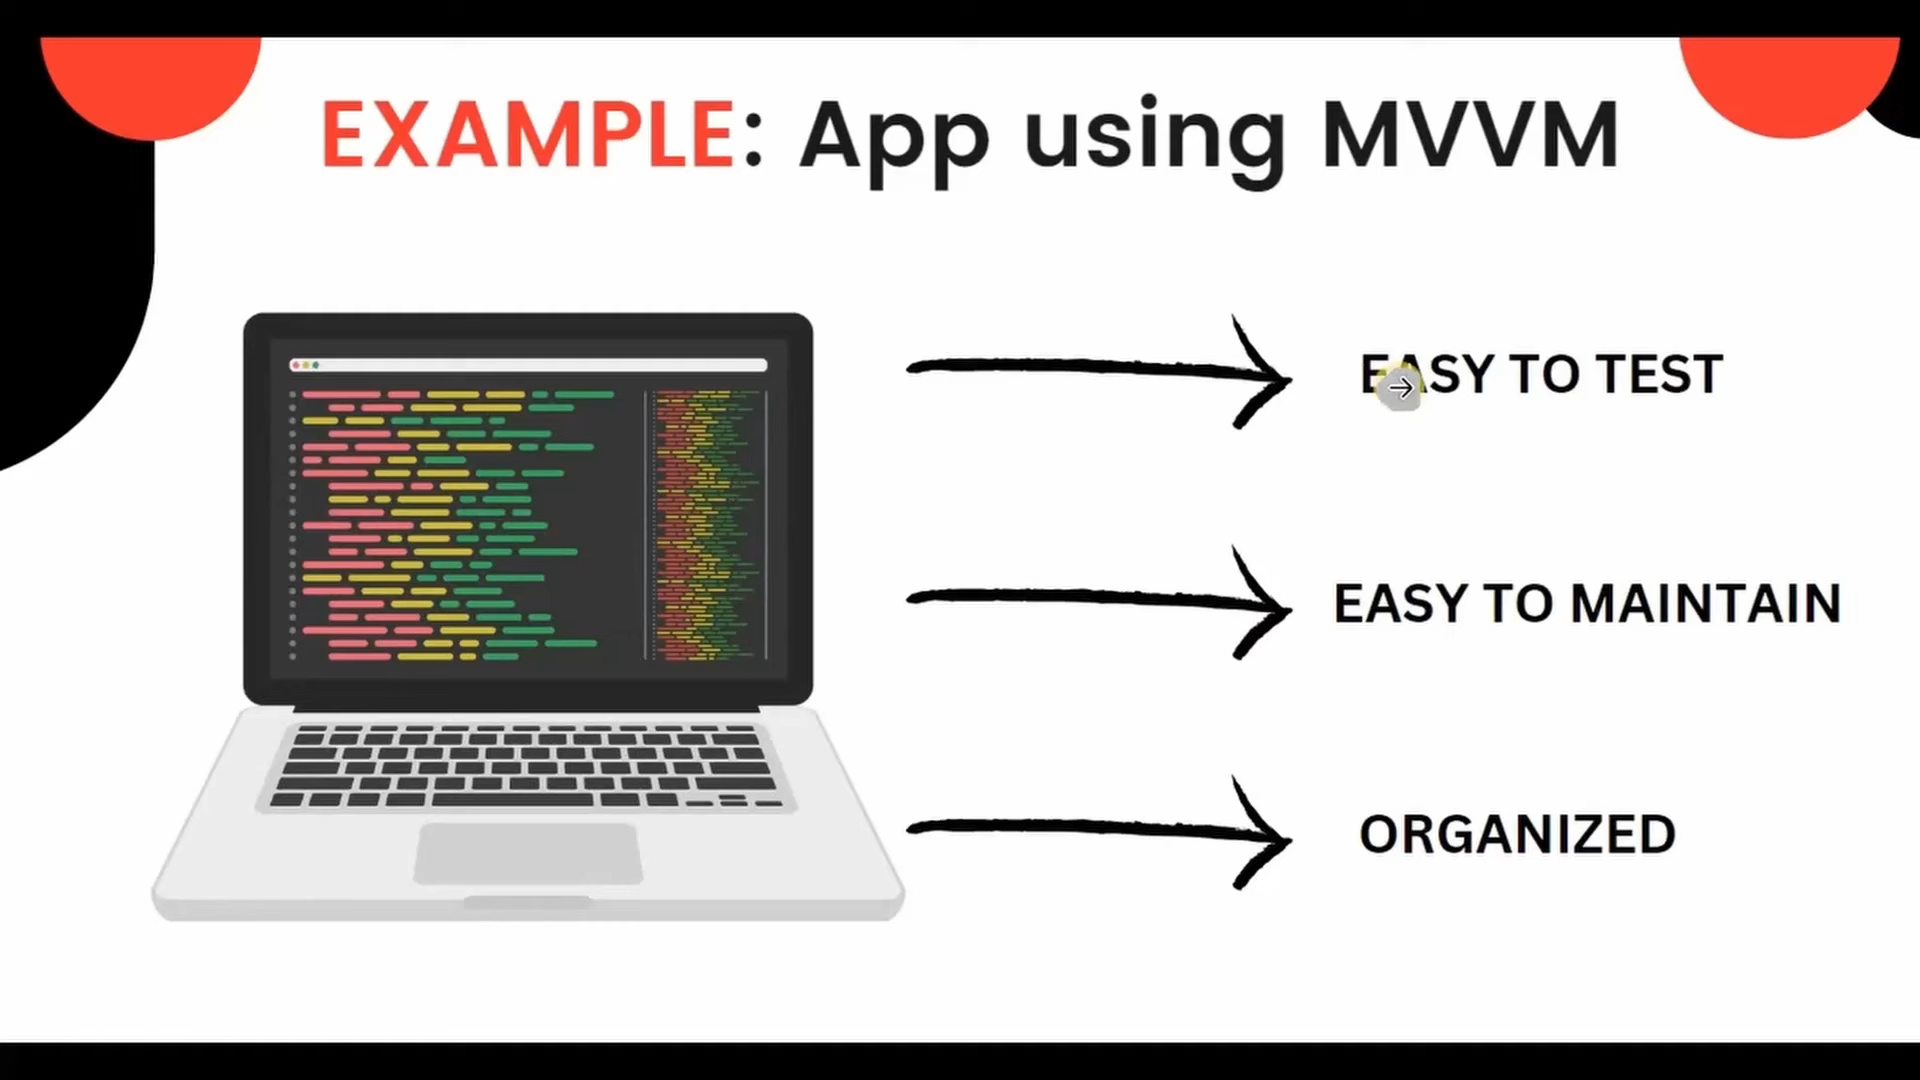 EXAMPLE: App using MVVM
EASY TO TEST
EASY TO MAINTAIN
ORGANIZED